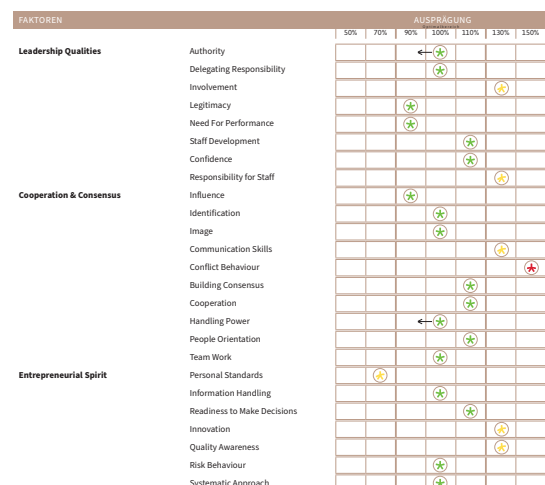 FAKTOREN AUSPRÄGUNG
Normalbereich
50% 70% 90% 100% 110% 130% 150%
Leadership Qualities Authority
Delegating Responsibility
Involvement
Legitimacy
Need For Performance
Staff Development
Confidence
Responsibility for Staff
Cooperation & Consensus Influence
Identification
Image
Communication Skills
Conflict Behaviour
Building Consensus
Cooperation
Handling Power
People Orientation
Team Work
Entrepreneurial Spirit Personal Standards
Information Handling
Readiness to Make Decisions
Innovation
Quality Awareness
Risk Behaviour
Systematic Approach